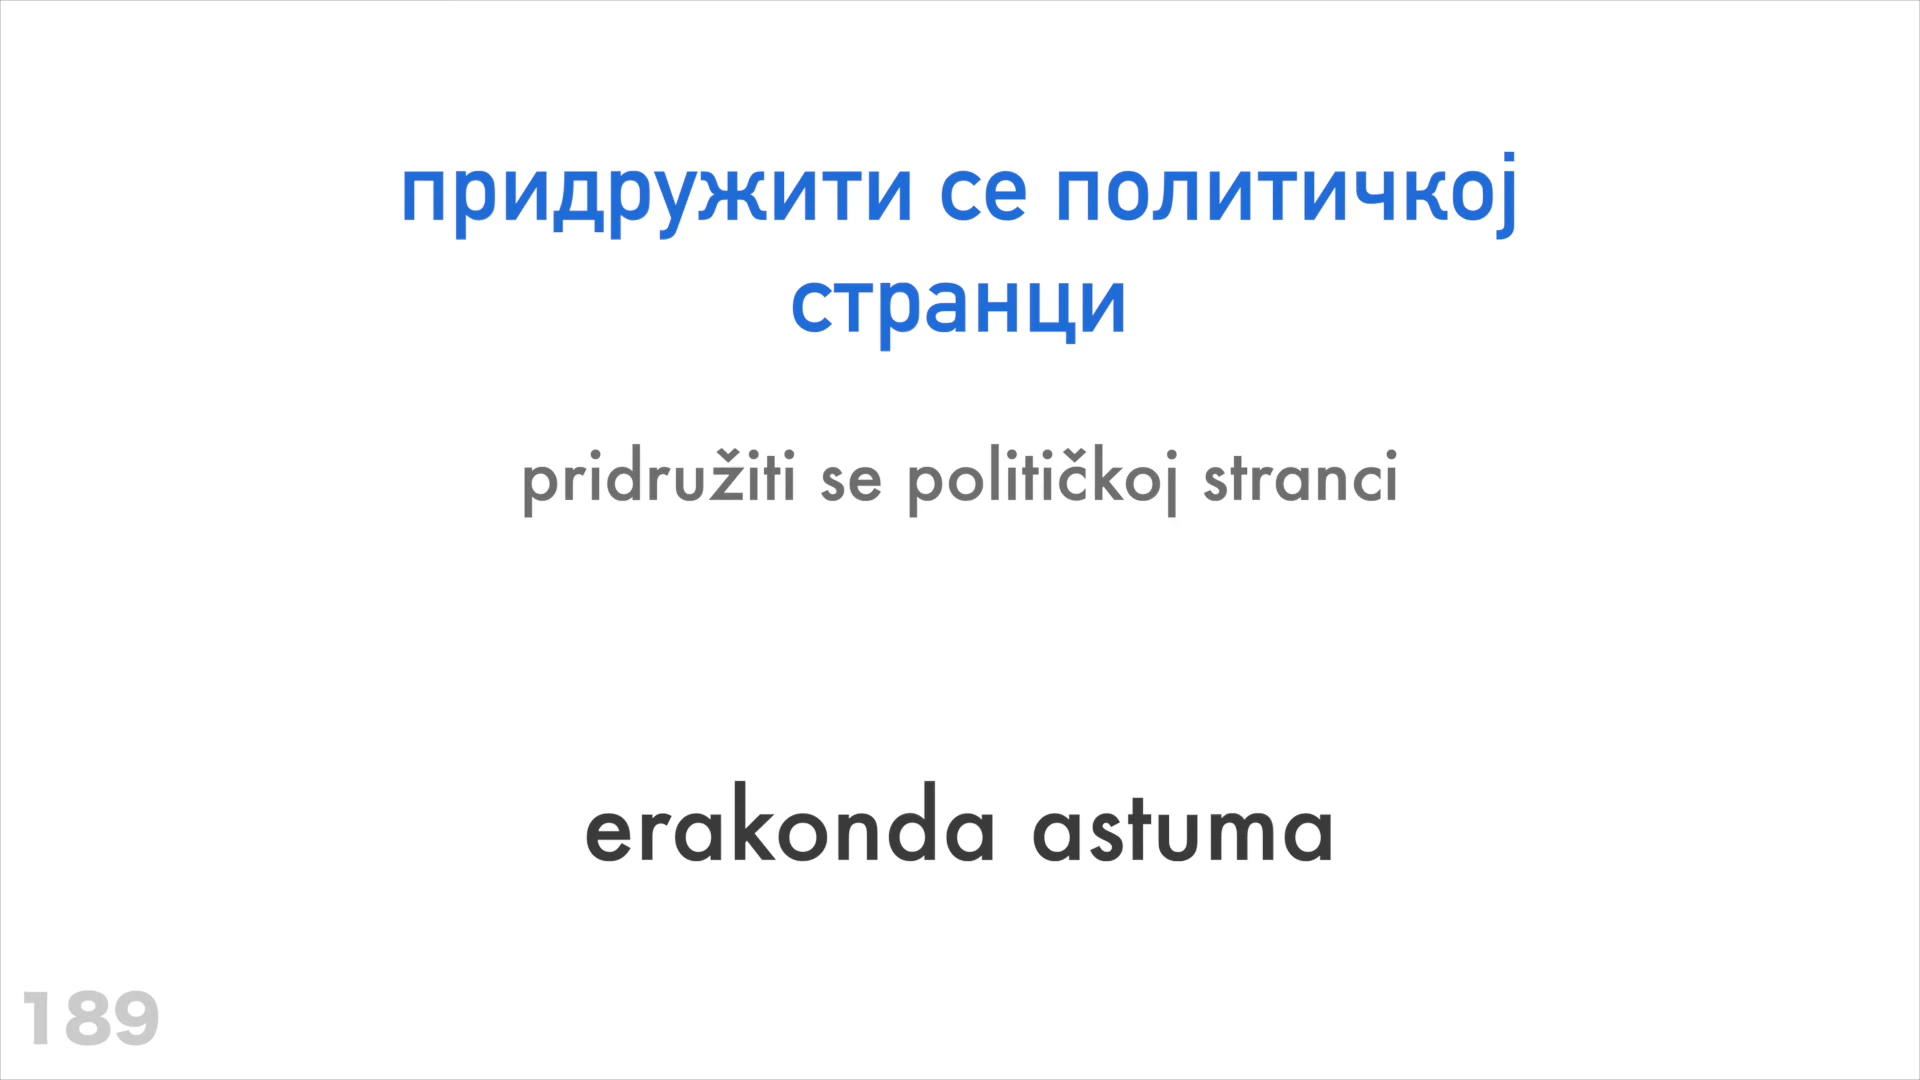 придружити се политичкој
странци
pridružiti se političkoj stranci
erakonda astuma
189